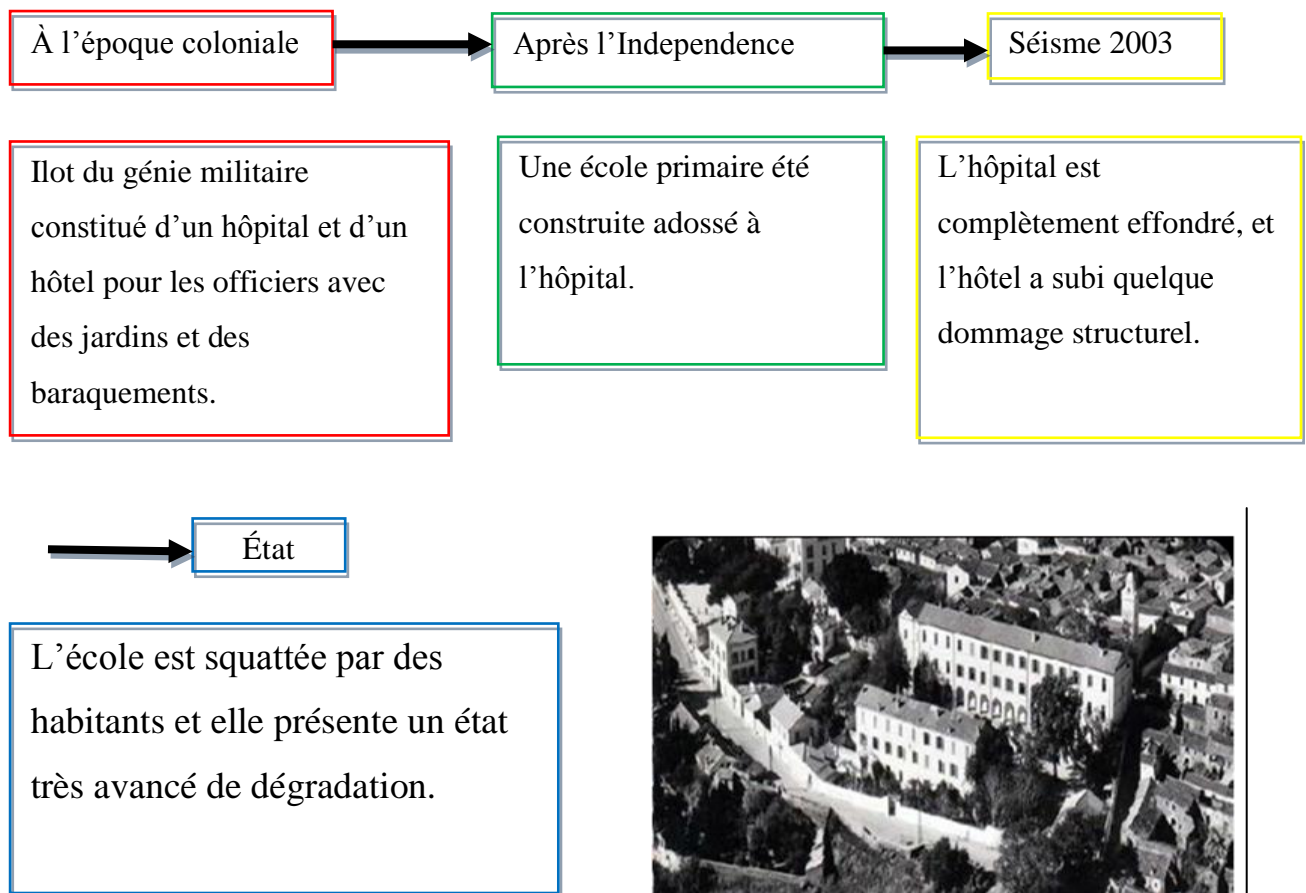 À l’époque coloniale
Après l’Independence
Séisme 2003
Ilot du génie militaire
constitué d’un hôpital et d’un
hôtel pour les officiers avec
des jardins et des
baraquements.
Une école primaire été
construite adossé à
l’hôpital.
L’hôpital est
complètement effondré, et
l’hôtel a subi quelque
dommage structurel.
État
L’école est squattée par des
habitants et elle présente un état
très avancé de dégradation.